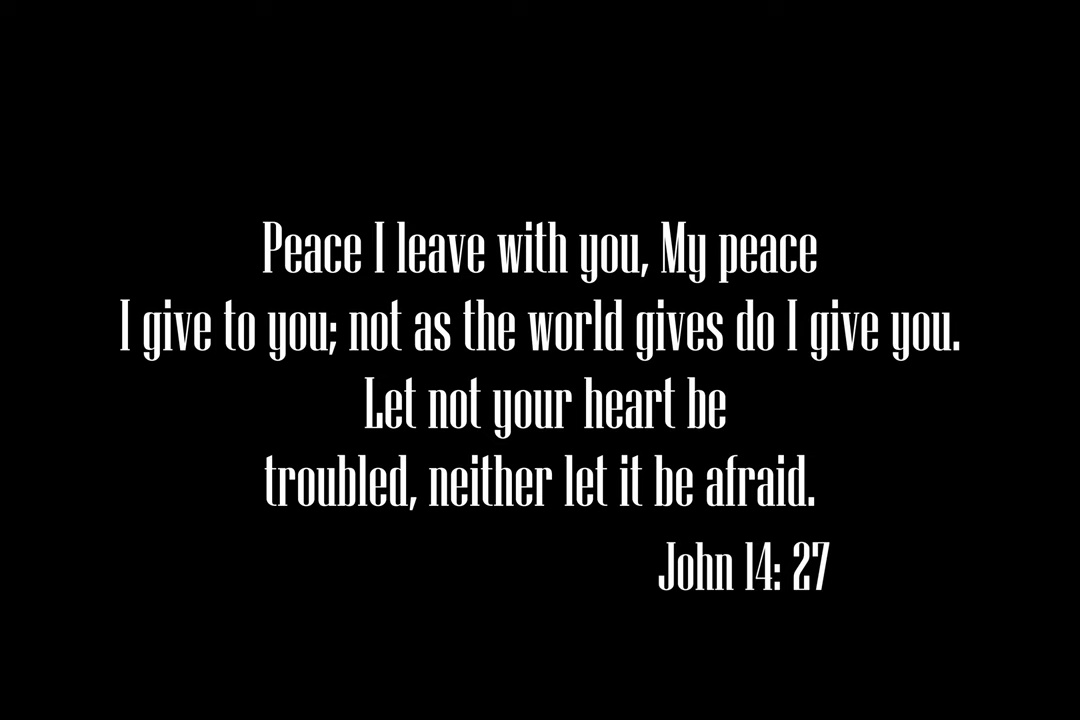 Peace I leave with you, My peace
I give to you; not as the world gives do I give you.
Let not your heart be
troubled, neither let it be afraid.
John 14: 27